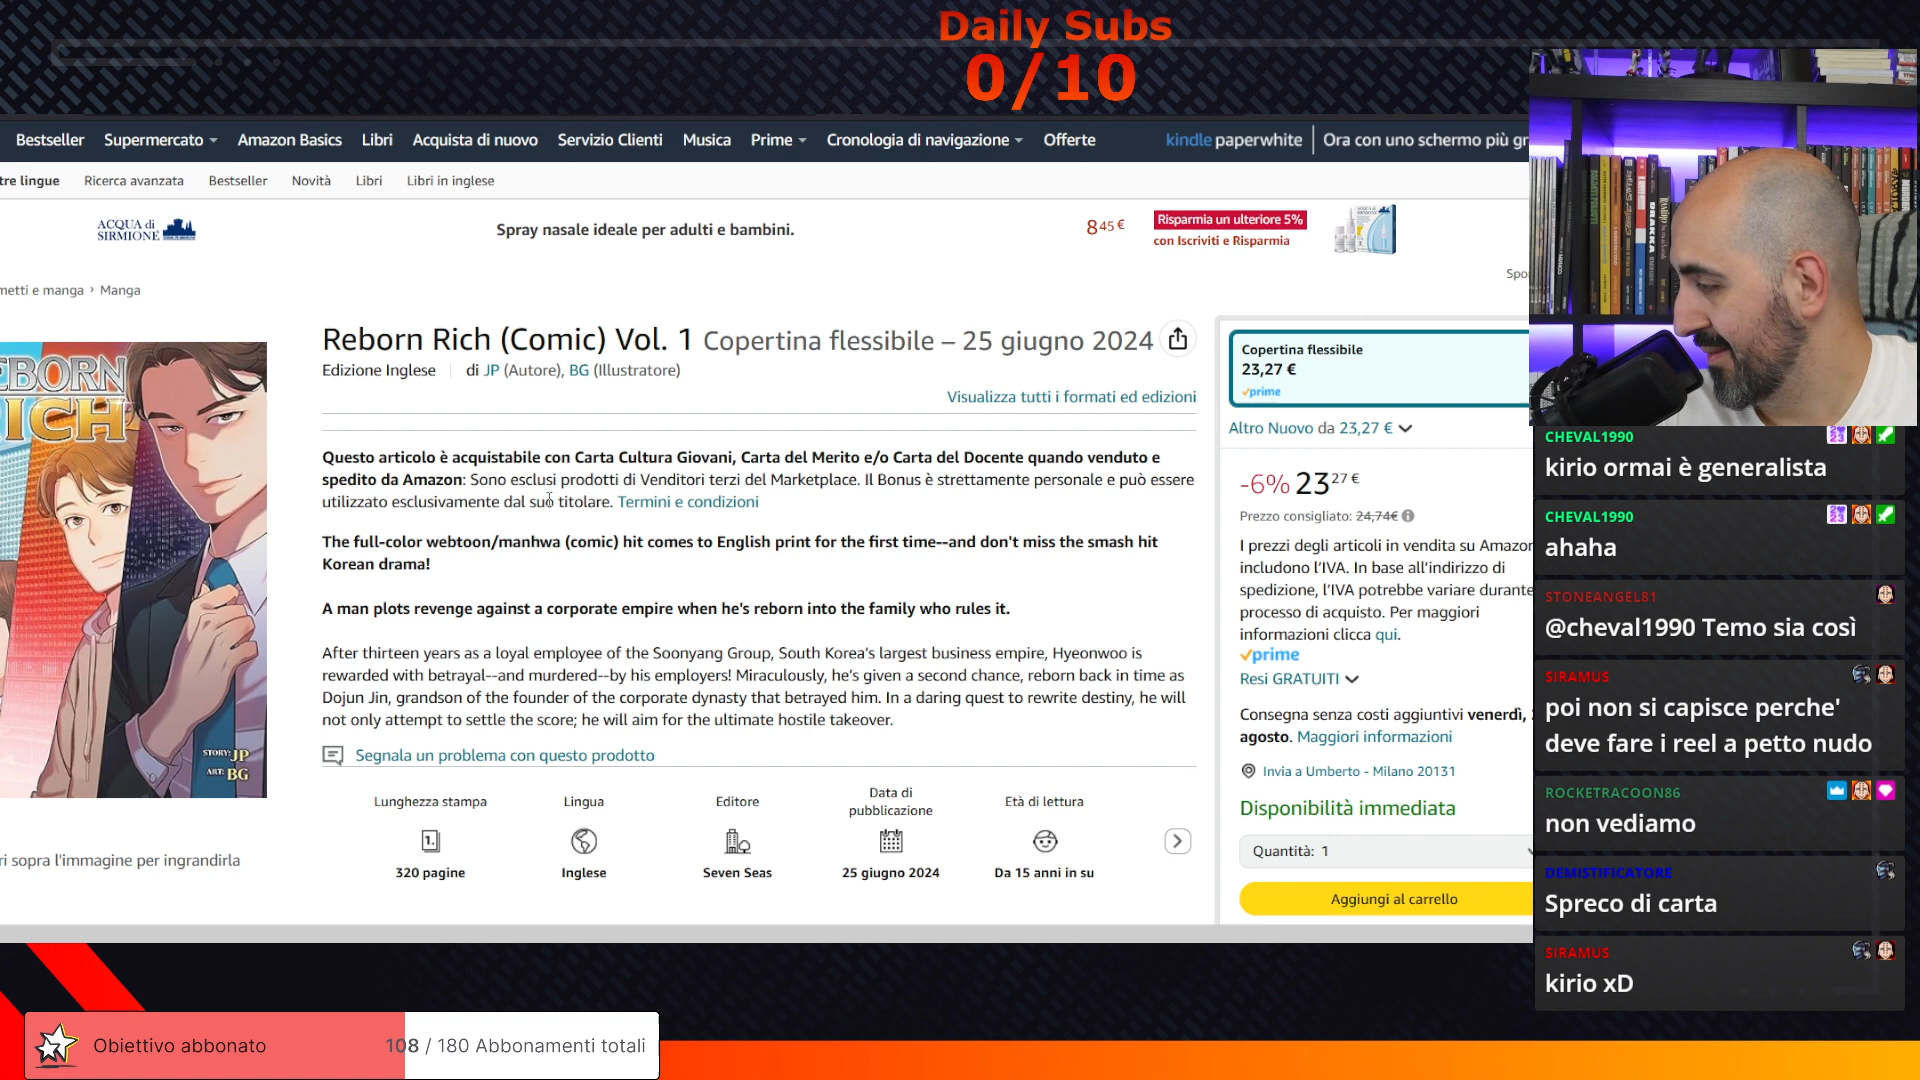 Daily Subs
0/10
Bestseller Supermercato Amazon Basics Libri Acquista di nuovo Servizio Clienti Musica Prime Cronologia di navigazione Offerte kindle paperwhite Ora con uno schermo più gr
tre lingue Ricerca avanzata Bestseller Novità Libri Libri in inglese
ACQUA di
SIRMIONE
Spray nasale ideale per adulti e bambini.
8 45 €
Risparmia un ulteriore 5%
con Iscriviti e Risparmia
Spo
metti e manga › Manga
EBORN
ICH
STORY: JP
ART: BG
ri sopra l'immagine per ingrandirla
Reborn Rich (Comic) Vol. 1 Copertina flessibile – 25 giugno 2024
Edizione Inglese di JP (Autore), BG (Illustratore)
Visualizza tutti i formati ed edizioni
Questo articolo è acquistabile con Carta Cultura Giovani, Carta del Merito e/o Carta del Docente quando venduto e
spedito da Amazon: Sono esclusi prodotti di Venditori terzi del Marketplace. Il Bonus è strettamente personale e può essere
utilizzato esclusivamente dal suo titolare. Termini e condizioni
The full-color webtoon/manhwa (comic) hit comes to English print for the first time--and don't miss the smash hit
Korean drama!
A man plots revenge against a corporate empire when he's reborn into the family who rules it.
After thirteen years as a loyal employee of the Soonyang Group, South Korea's largest business empire, Hyeonwoo is
rewarded with betrayal--and murdered--by his employers! Miraculously, he's given a second chance, reborn back in time as
Dojun Jin, grandson of the founder of the corporate dynasty that betrayed him. In a daring quest to rewrite destiny, he will
not only attempt to settle the score; he will aim for the ultimate hostile takeover.
Segnala un problema con questo prodotto
Lunghezza stampa
320 pagine
Lingua
Inglese
Editore
Seven Seas
Data di
pubblicazione
25 giugno 2024
Età di lettura
Da 15 anni in su
Copertina flessibile
23,27 €
prime
Altro Nuovo da 23,27 €
-6% 23 27 €
Prezzo consigliato: 24,74€
I prezzi degli articoli in vendita su Amazon
includono l'IVA. In base all'indirizzo di
spedizione, l'IVA potrebbe variare durante
processo di acquisto. Per maggiori
informazioni clicca qui.
prime
Resi GRATUITI
Consegna senza costi aggiuntivi venerdì,
agosto. Maggiori informazioni
Invia a Umberto - Milano 20131
Disponibilità immediata
Quantità: 1
Aggiungi al carrello
DRAKKA
CHEVAL1990
kirio ormai è generalista
CHEVAL1990
ahaha
STONEANGEL81
@cheval1990 Temo sia così
SIRAMUS
poi non si capisce perche'
deve fare i reel a petto nudo
ROCKETRACOON86
non vediamo
DEMISTIFICATORE
Spreco di carta
SIRAMUS
kirio xD
Obiettivo abbonato 108 / 180 Abbonamenti totali